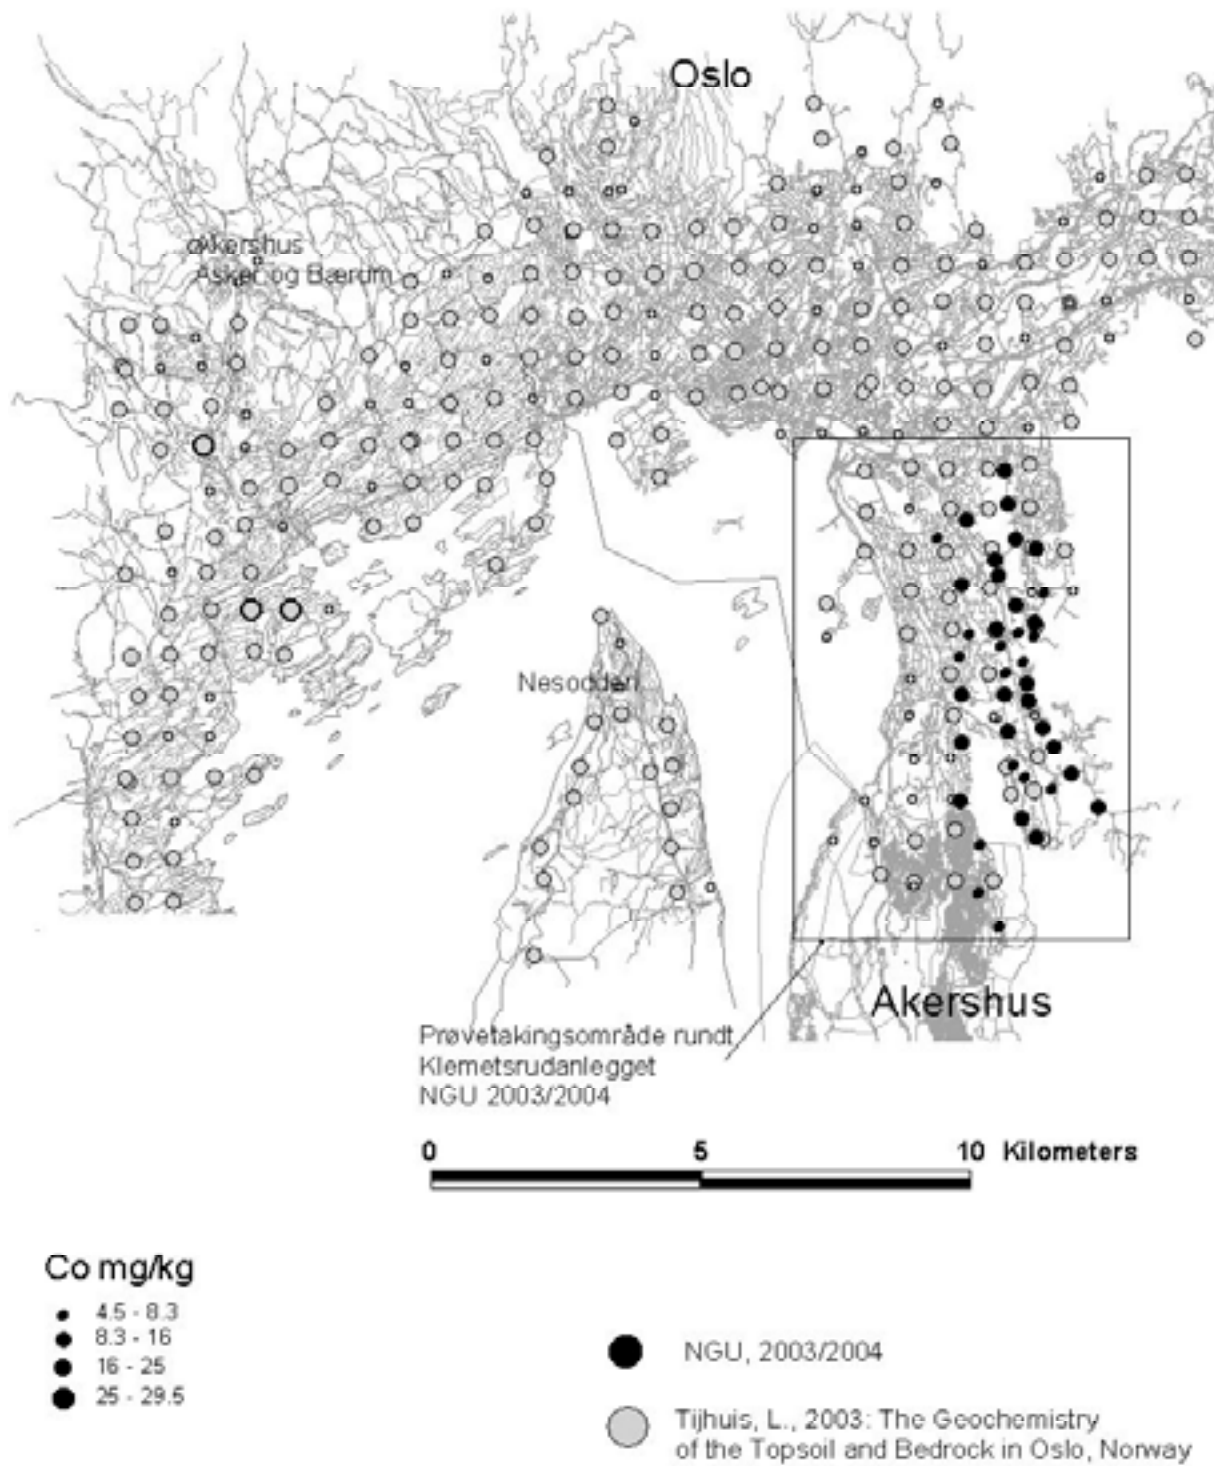 Oslo
Akershus
Asker og Bærum
Nesodden
Akershus
Prøvetakingsområde rundt
Klemetsrudanlegget
NGU 2003/2004
0 5 10 Kilometers
Co mg/kg
4.5 - 8.3
8.3 - 16
16 - 25
25 - 29.5
NGU, 2003/2004
Tijhuis, L., 2003: The Geochemistry
of the Topsoil and Bedrock in Oslo, Norway